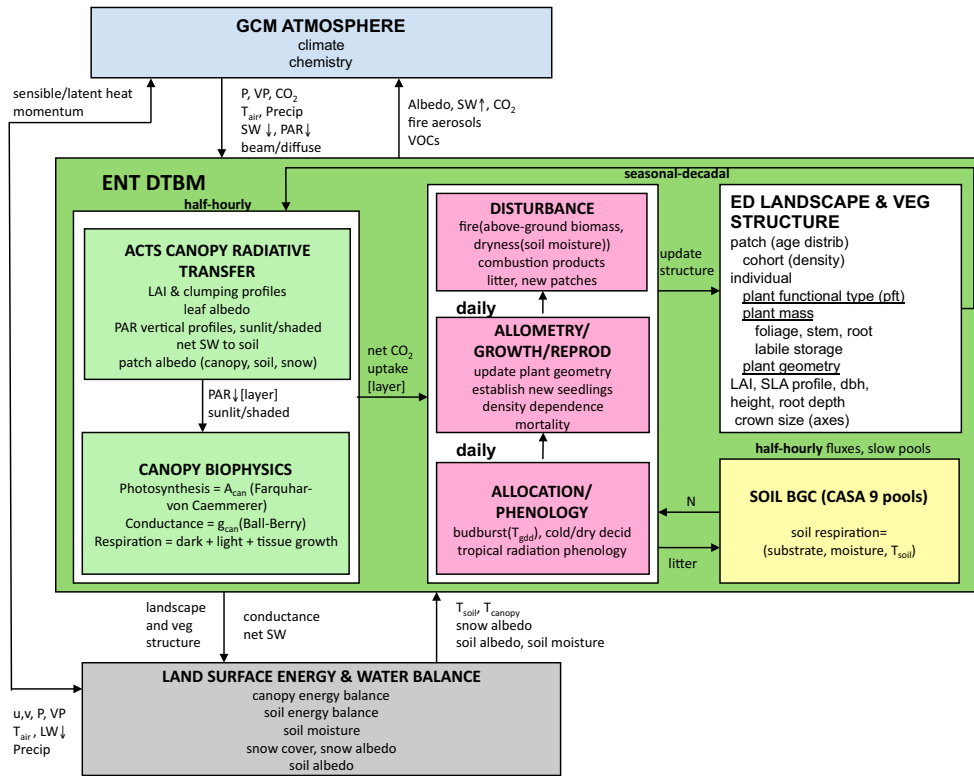 GCM ATMOSPHERE
climate
chemistry
sensible/latent heat
momentum
P, VP, CO2
Tair, Precip
SW ↓, PAR↓
beam/diffuse
Albedo, SW↑, CO2
fire aerosols
VOCs
ENT DTBM
seasonal-decadal
half-hourly
ACTS CANOPY RADIATIVE
TRANSFER
LAI & clumping profiles
leaf albedo
PAR vertical profiles, sunlit/shaded
net SW to soil
patch albedo (canopy, soil, snow)
PAR↓[layer]
sunlit/shaded
CANOPY BIOPHYSICS
Photosynthesis = Acan (Farquhar-
von Caemmerer)
Conductance = gcan(Ball-Berry)
Respiration = dark + light + tissue growth
net CO2
uptake
[layer]
DISTURBANCE
fire(above-ground biomass,
dryness(soil moisture))
combustion products
litter, new patches
daily
ALLOMETRY/
GROWTH/REPROD
update plant geometry
establish new seedlings
density dependence
mortality
daily
ALLOCATION/
PHENOLOGY
budburst(Tgdd), cold/dry decid
tropical radiation phenology
update
structure
ED LANDSCAPE & VEG
STRUCTURE
patch (age distrib)
cohort (density)
individual
plant functional type (pft)
plant mass
foliage, stem, root
labile storage
plant geometry
LAI, SLA profile, dbh,
height, root depth
crown size (axes)
half-hourly fluxes, slow pools
N
litter
SOIL BGC (CASA 9 pools)
soil respiration=
(substrate, moisture, Tsoil)
landscape
and veg
structure
conductance
net SW
Tsoil, Tcanopy
snow albedo
soil albedo, soil moisture
u,v, P, VP
Tair, LW↓
Precip
LAND SURFACE ENERGY & WATER BALANCE
canopy energy balance
soil energy balance
soil moisture
snow cover, snow albedo
soil albedo